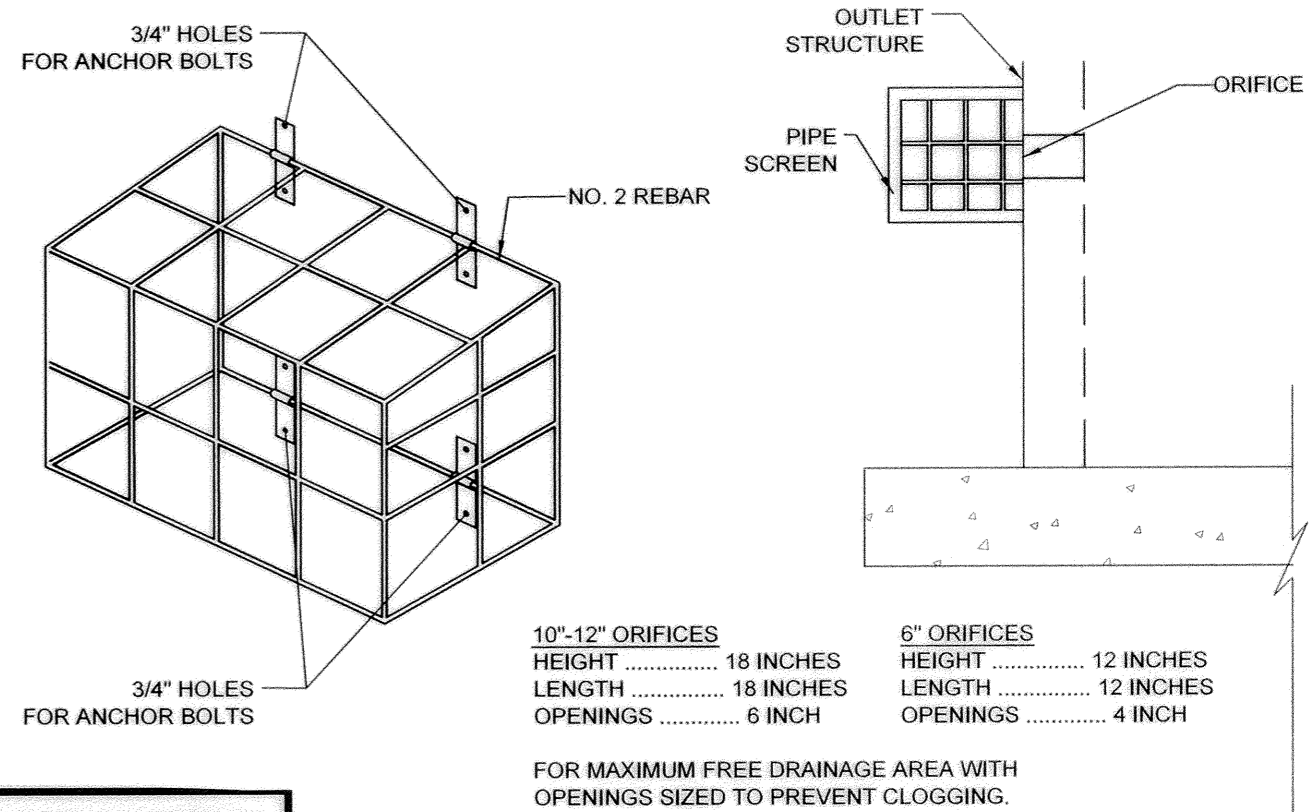 3/4" HOLES
FOR ANCHOR BOLTS
NO. 2 REBAR
OUTLET
STRUCTURE
ORIFICE
PIPE
SCREEN
3/4" HOLES
FOR ANCHOR BOLTS
10"-12" ORIFICES
HEIGHT ............... 18 INCHES
LENGTH ............... 18 INCHES
OPENINGS ............. 6 INCH
6" ORIFICES
HEIGHT ............... 12 INCHES
LENGTH ............... 12 INCHES
OPENINGS ............. 4 INCH
FOR MAXIMUM FREE DRAINAGE AREA WITH
OPENINGS SIZED TO PREVENT CLOGGING.